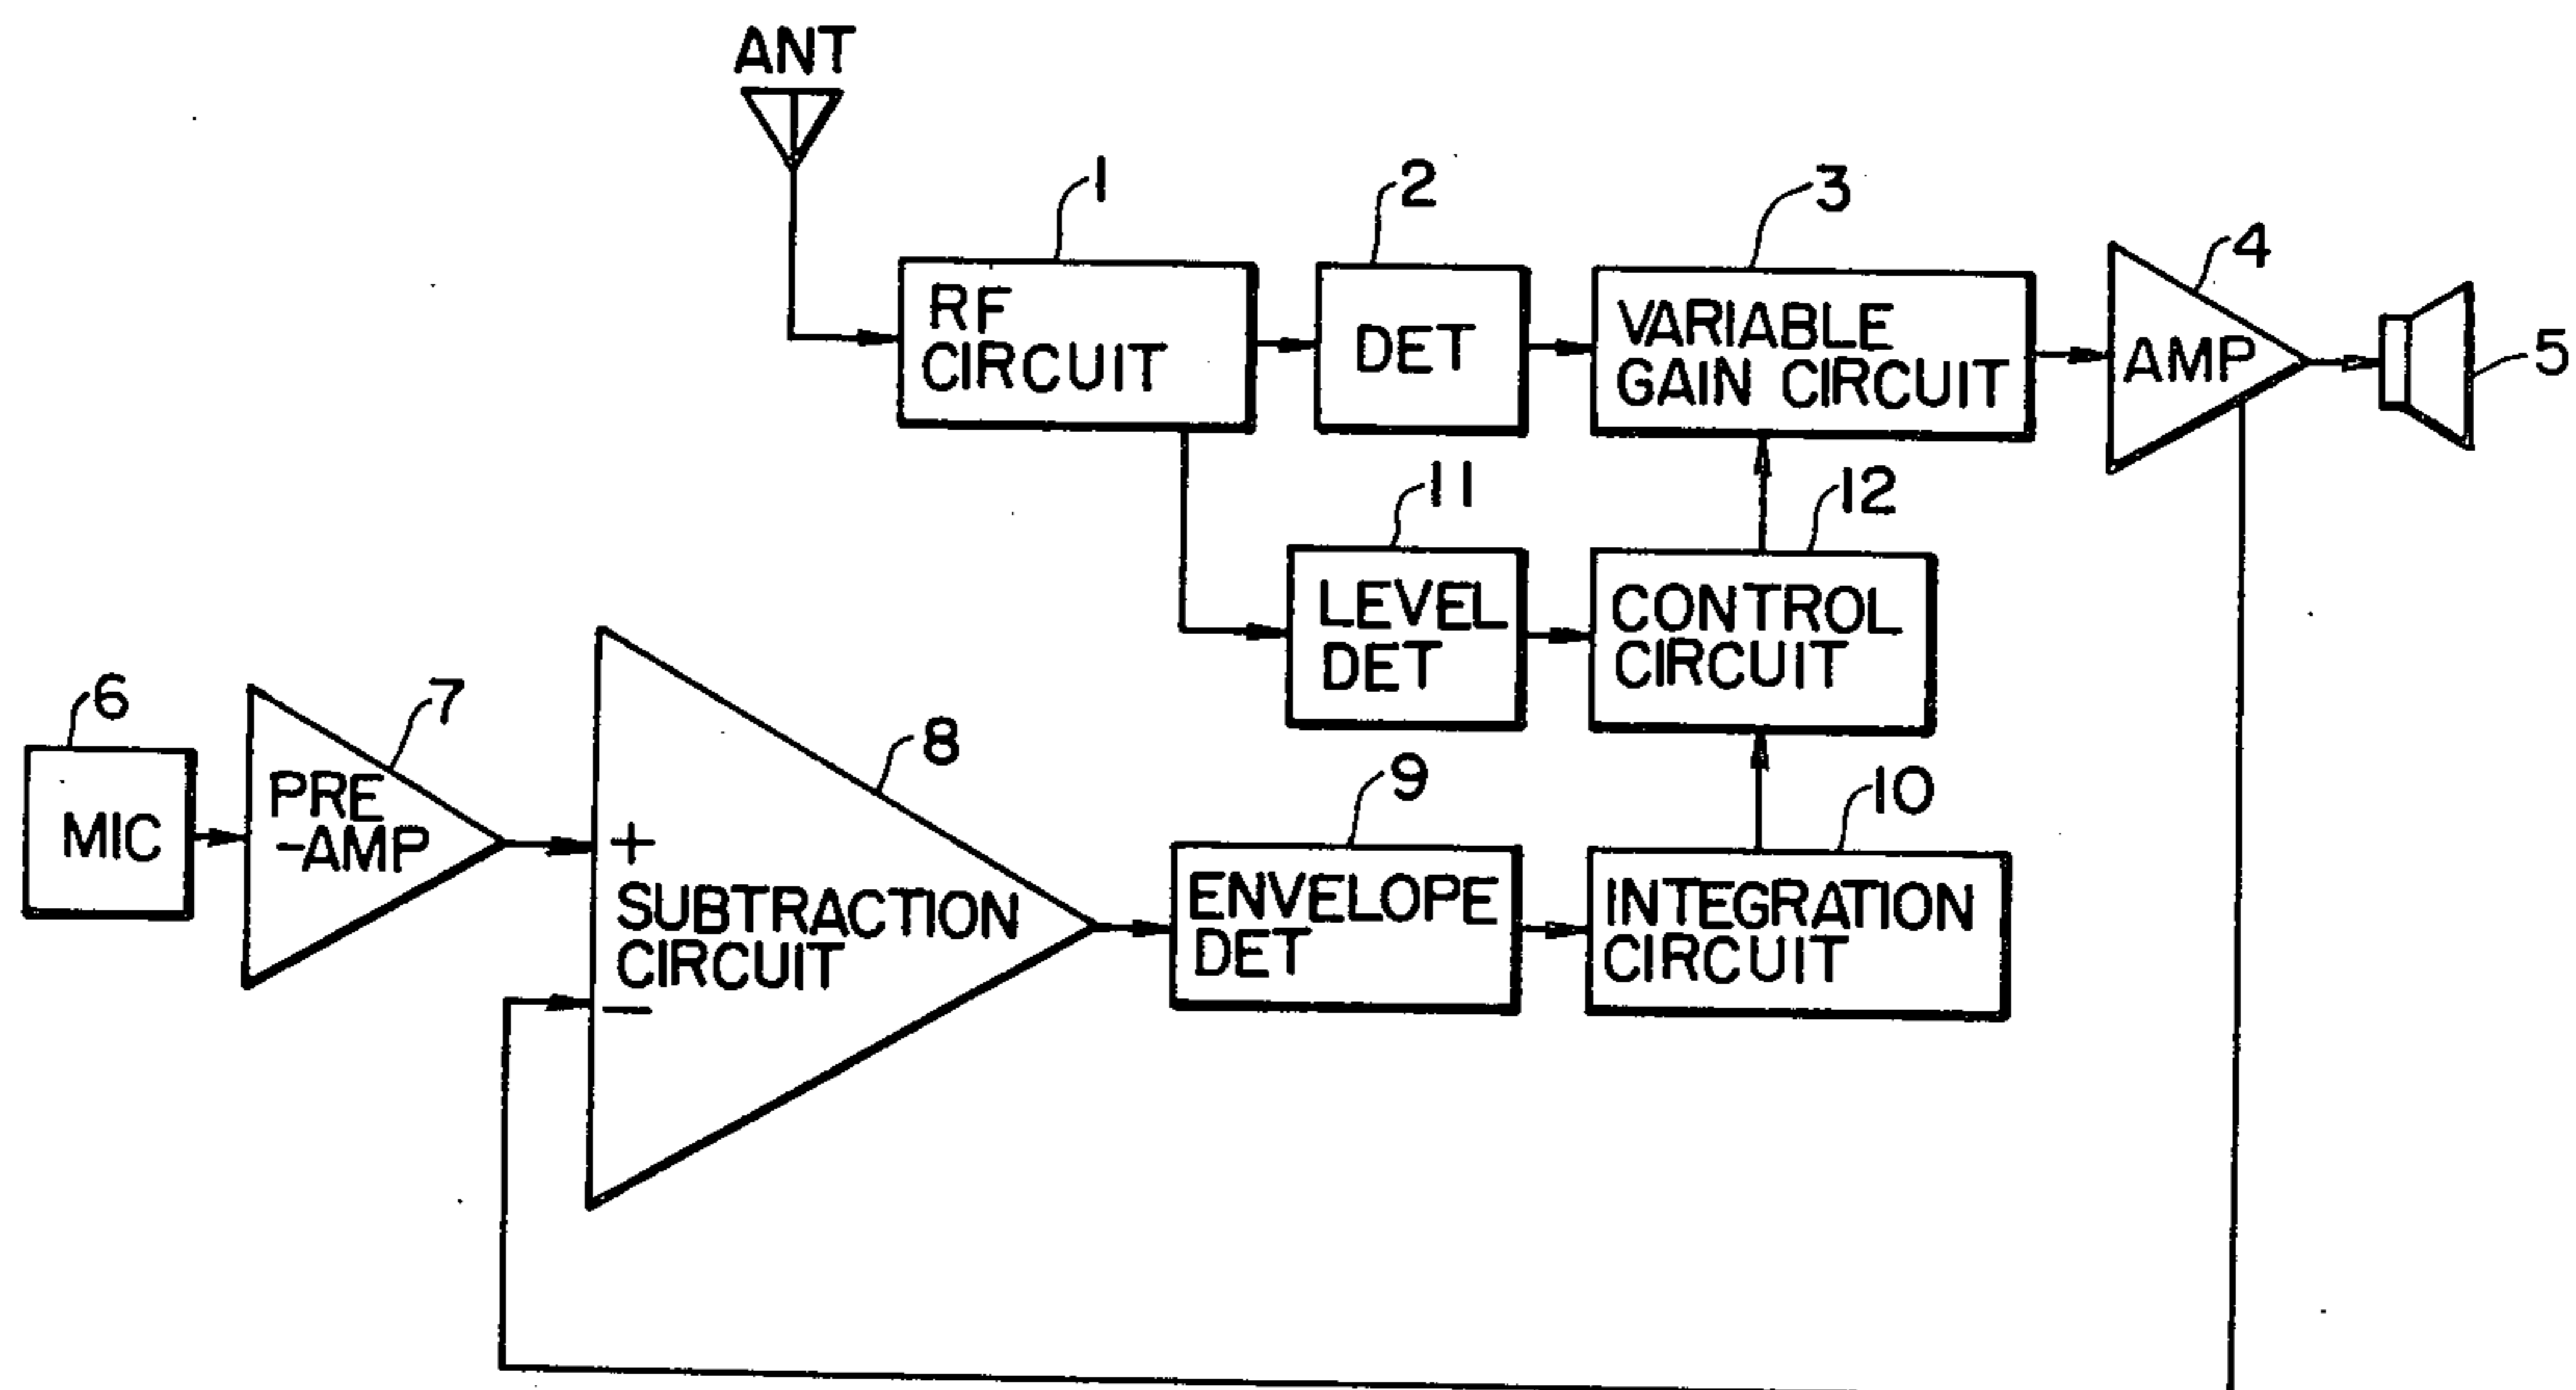 ANT
1
2
3
4
RF
CIRCUIT
DET
VARIABLE
GAIN CIRCUIT
AMP
5
11
12
LEVEL
DET
CONTROL
CIRCUIT
6
7
8
9
10
MIC
PRE
-AMP
+
SUBTRACTION
CIRCUIT
−
ENVELOPE
DET
INTEGRATION
CIRCUIT